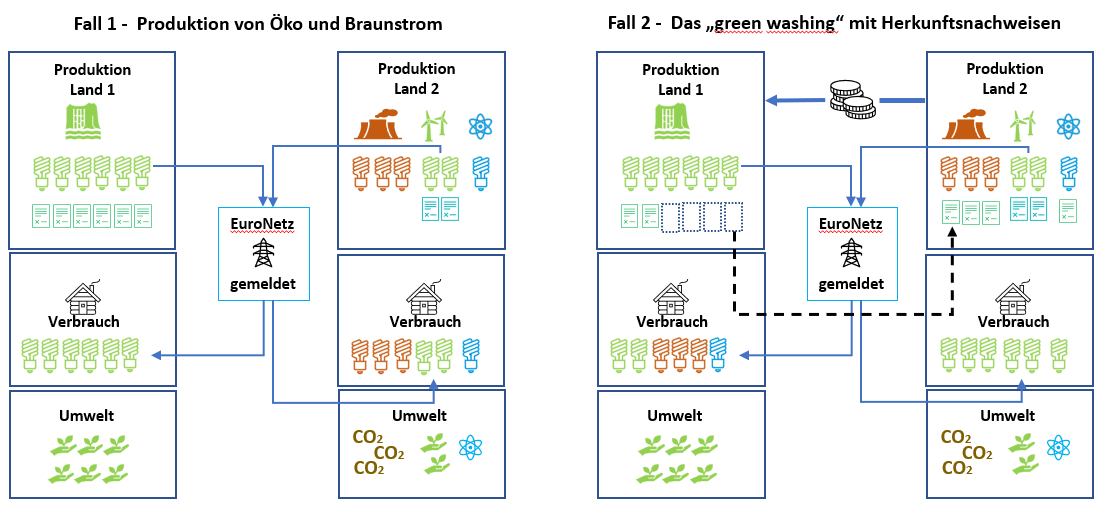 Fall 1 -  Produktion von Öko und Braunstrom
Produktion
Land 1
Produktion
Land 2
EuroNetz
gemeldet
Verbrauch
Verbrauch
Umwelt
Umwelt
CO2
CO2
CO2
Fall 2 -  Das „green washing“ mit Herkunftsnachweisen
Produktion
Land 1
Produktion
Land 2
EuroNetz
gemeldet
Verbrauch
Verbrauch
Umwelt
Umwelt
CO2
CO2
CO2